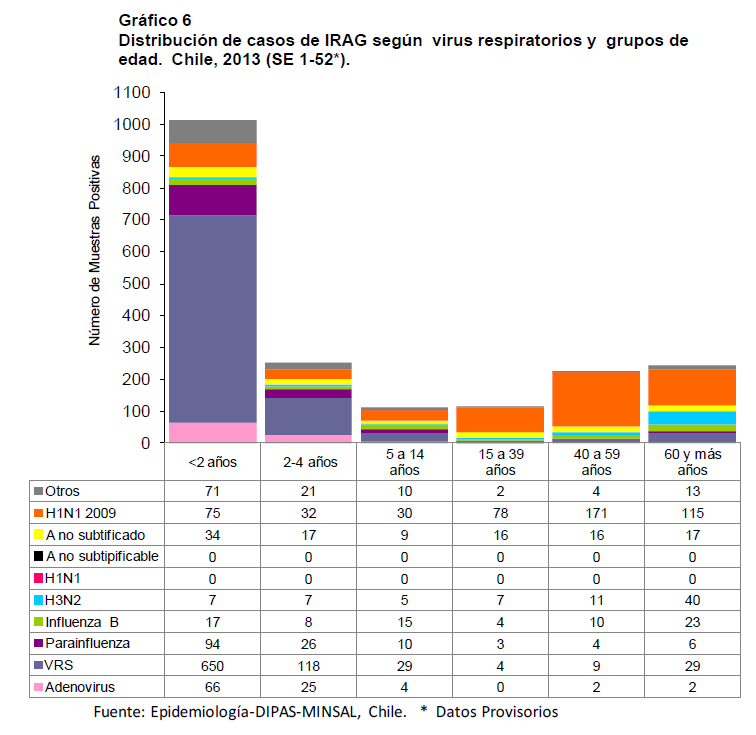 Gráfico 6
Distribución de casos de IRAG según virus respiratorios y grupos de
edad. Chile, 2013 (SE 1-52*).
Número de Muestras Positivas
1100
1000
900
800
700
600
500
400
300
200
100
0
<2 años 2-4 años 5 a 14 años 15 a 39 años 40 a 59 años 60 y más años
Otros 71 21 10 2 4 13
H1N1 2009 75 32 30 78 171 115
A no subtificado 34 17 9 16 16 17
A no subtipificable 0 0 0 0 0 0
H1N1 0 0 0 0 0 0
H3N2 7 7 5 7 11 40
Influenza B 17 8 15 4 10 23
Parainfluenza 94 26 10 3 4 6
VRS 650 118 29 4 9 29
Adenovirus 66 25 4 0 2 2
Fuente: Epidemiología-DIPAS-MINSAL, Chile. * Datos Provisorios